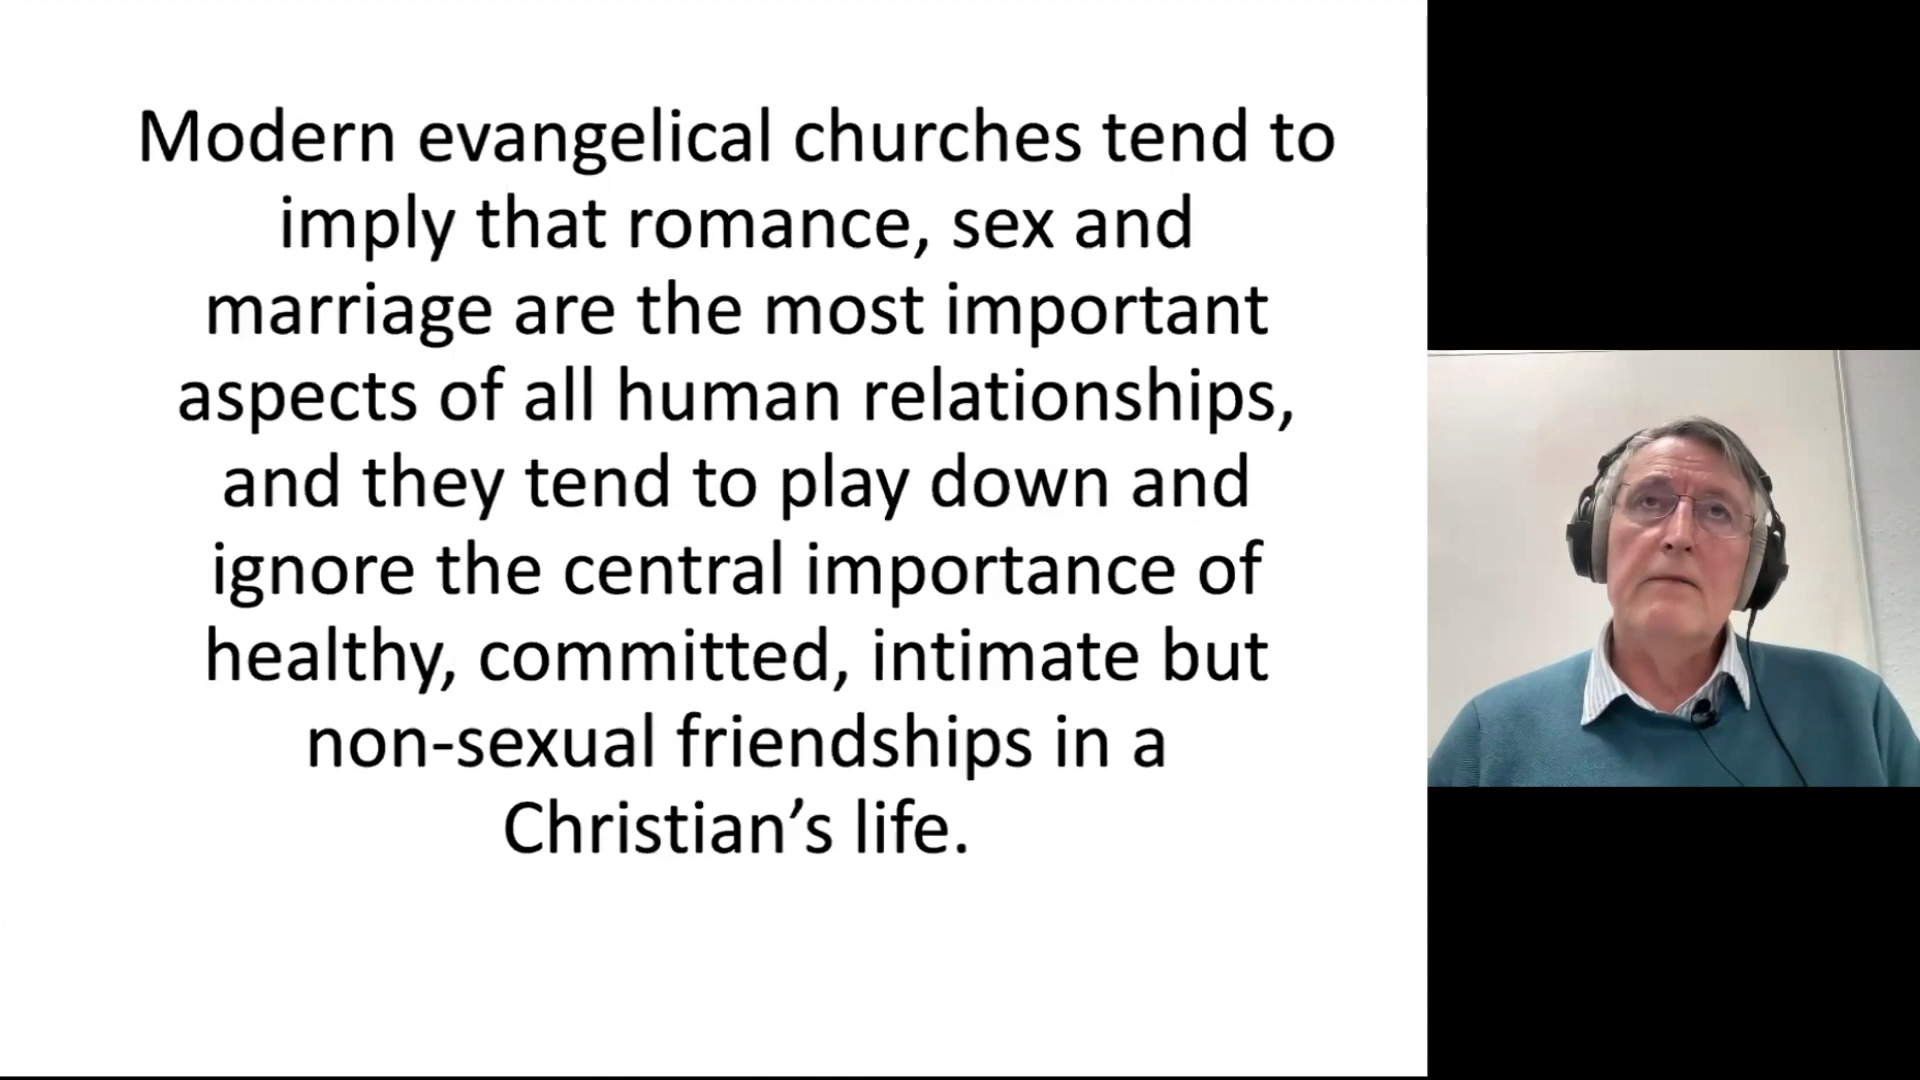 Modern evangelical churches tend to
imply that romance, sex and
marriage are the most important
aspects of all human relationships,
and they tend to play down and
ignore the central importance of
healthy, committed, intimate but
non-sexual friendships in a
Christian’s life.